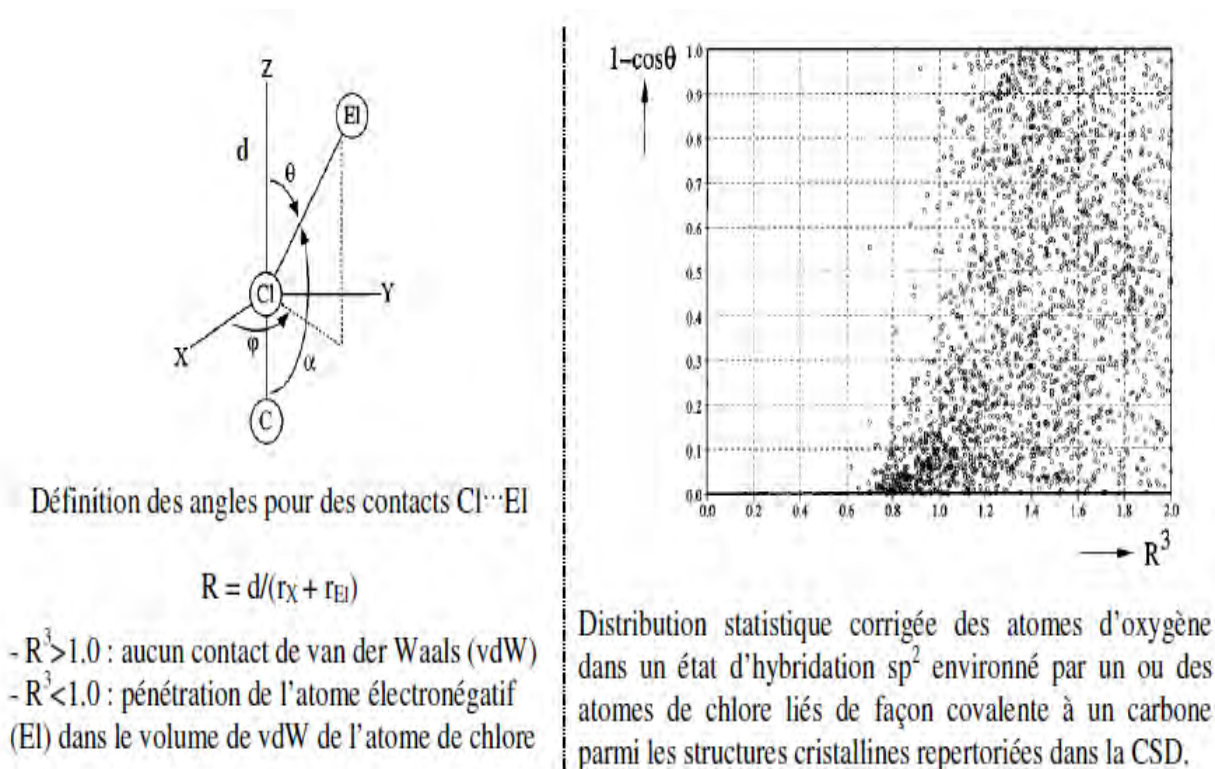 Z
El
d
θ
Cl
Y
X
φ
α
C
Définition des angles pour des contacts Cl···El
R = d/(rX + rEl)
- R³>1.0 : aucun contact de van der Waals (vdW)
- R³<1.0 : pénétration de l'atome électronégatif
(El) dans le volume de vdW de l'atome de chlore
1–cosθ
1.0
0.9
0.8
0.7
0.6
0.5
0.4
0.3
0.2
0.1
0.0
0.0 0.2 0.4 0.6 0.8 1.0 1.2 1.4 1.6 1.8 2.0
R³
Distribution statistique corrigée des atomes d'oxygène
dans un état d'hybridation sp² environné par un ou des
atomes de chlore liés de façon covalente à un carbone
parmi les structures cristallines repertoriées dans la CSD.